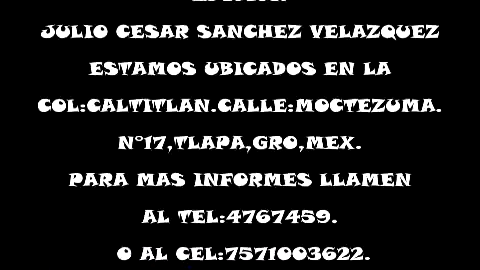 JULIO CESAR SANCHEZ VELAZQUEZ
ESTAMOS UBICADOS EN LA
COL:CALTITLAN.CALLE:MOCTEZUMA.
N°17,TLAPA,GRO,MEX.
PARA MAS INFORMES LLAMEN
AL TEL:4767459.
O AL CEL:7571003622.